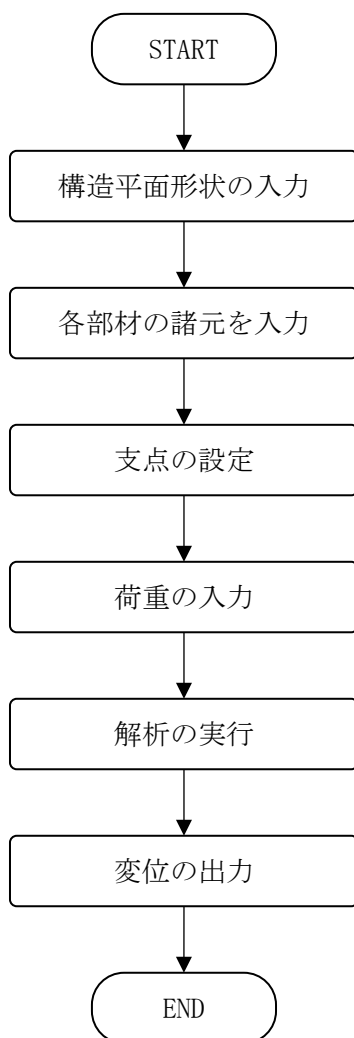 START
構造平面形状の入力
各部材の諸元を入力
支点の設定
荷重の入力
解析の実行
変位の出力
END